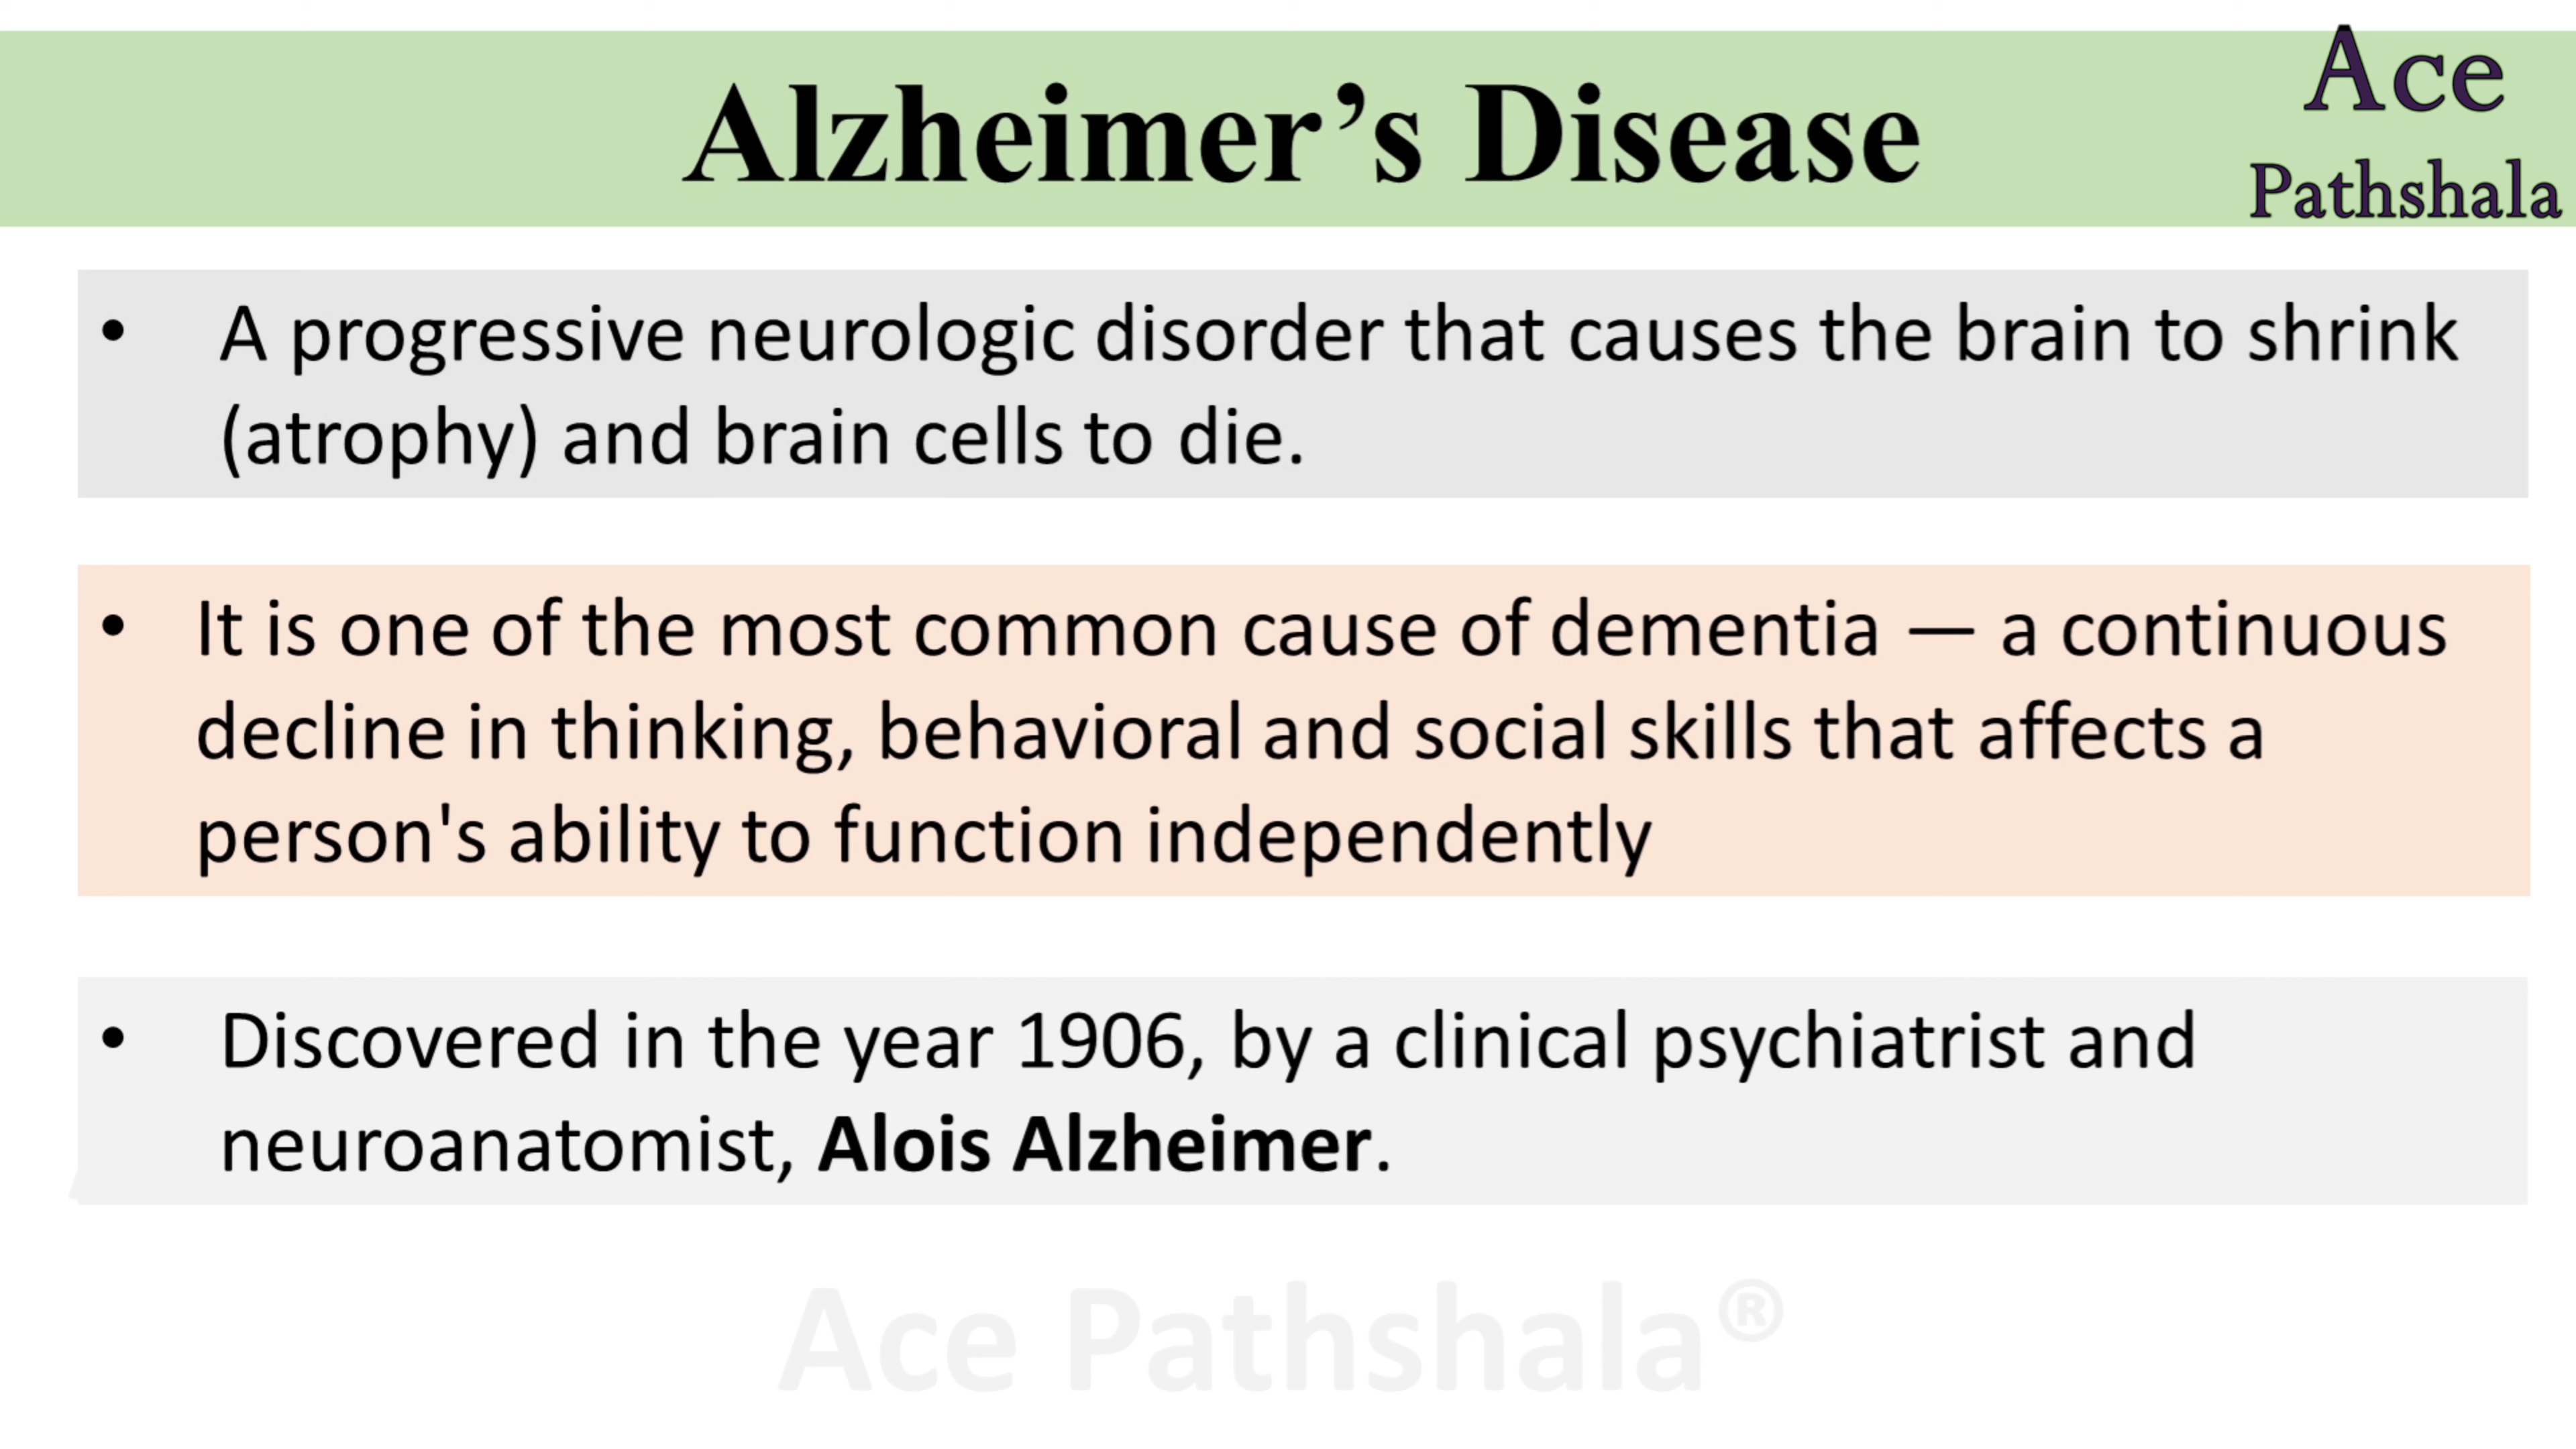 Alzheimer’s Disease
Ace
Pathshala
• A progressive neurologic disorder that causes the brain to shrink
(atrophy) and brain cells to die.
• It is one of the most common cause of dementia — a continuous
decline in thinking, behavioral and social skills that affects a
person's ability to function independently
• Discovered in the year 1906, by a clinical psychiatrist and
neuroanatomist, Alois Alzheimer.
Ace Pathshala®